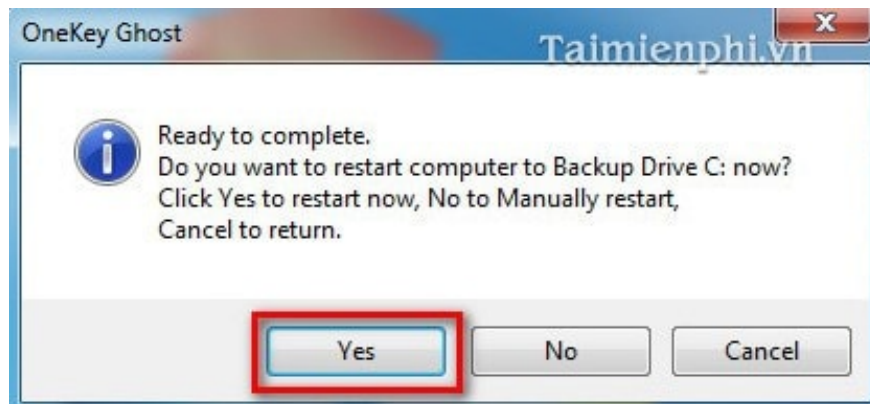 OneKey Ghost
Taimienphi.vn
Ready to complete.
Do you want to restart computer to Backup Drive C: now?
Click Yes to restart now, No to Manually restart,
Cancel to return.
Yes
No
Cancel